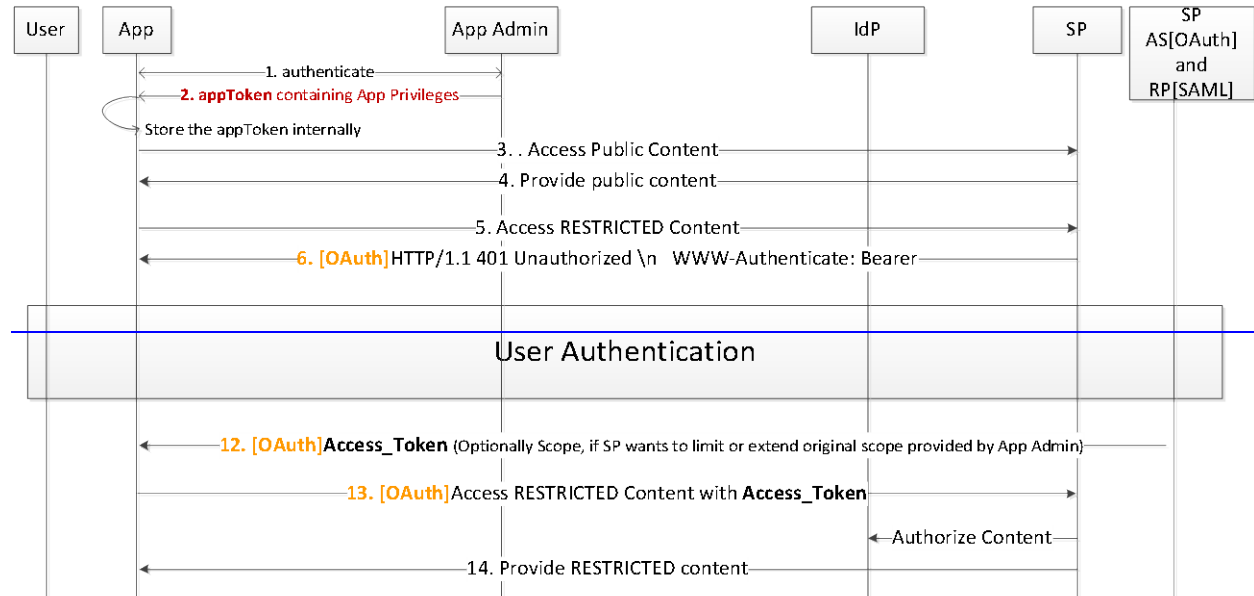 User
App
App Admin
IdP
SP
SP
AS[OAuth]
and
RP[SAML]
1. authenticate
2. appToken containing App Privileges
Store the appToken internally
3. . Access Public Content
4. Provide public content
5. Access RESTRICTED Content
6. [OAuth]HTTP/1.1 401 Unauthorized \n   WWW-Authenticate: Bearer
User Authentication
12. [OAuth]Access_Token (Optionally Scope, if SP wants to limit or extend original scope provided by App Admin)
13. [OAuth]Access RESTRICTED Content with Access_Token
Authorize Content
14. Provide RESTRICTED content